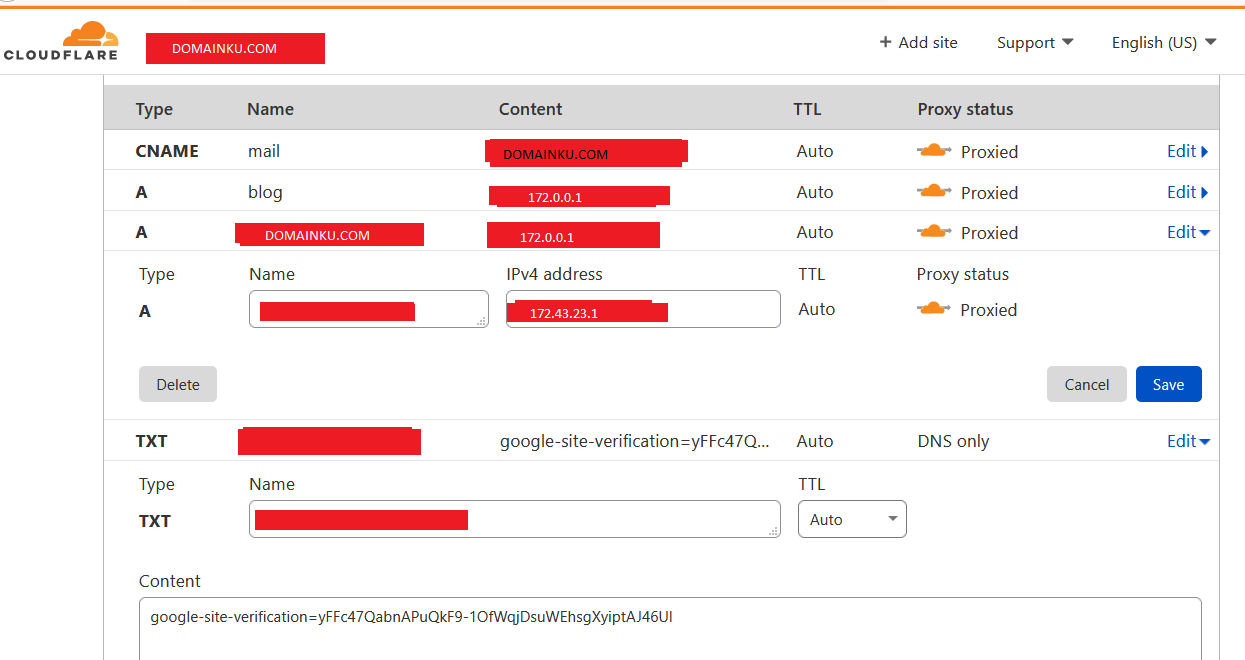 CLOUDFLARE DOMAINKU.COM + Add site Support English (US)
Type Name Content TTL Proxy status
CNAME mail DOMAINKU.COM Auto Proxied Edit
A blog 172.0.0.1 Auto Proxied Edit
A DOMAINKU.COM 172.0.0.1 Auto Proxied Edit
Type Name IPv4 address TTL Proxy status
A 172.43.23.1 Auto Proxied
Delete Cancel Save
TXT google-site-verification=yFFc47Q... Auto DNS only Edit
Type Name TTL
TXT Auto
Content
google-site-verification=yFFc47QabnAPuQkF9-1OfWqjDsuWEhsgXyiptAJ46UI